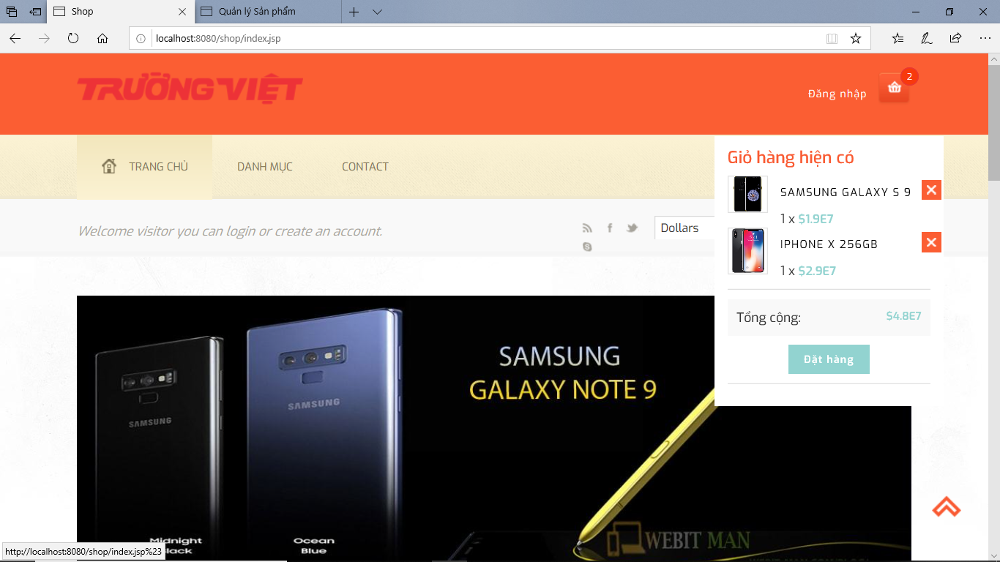 Shop
Quản lý Sản phẩm
localhost:8080/shop/index.jsp
TRƯỜNG VIỆT
Đăng nhập
2
TRANG CHỦ
DANH MỤC
CONTACT
Giỏ hàng hiện có
SAMSUNG GALAXY S 9
1 x $1.9E7
IPHONE X 256GB
1 x $2.9E7
Tổng cộng:
$4.8E7
Đặt hàng
Welcome visitor you can login or create an account.
Dollars
SAMSUNG
GALAXY NOTE 9
SAMSUNG
SAMSUNG
Midnight
Black
Ocean
Blue
WEBIT MAN
http://localhost:8080/shop/index.jsp%23